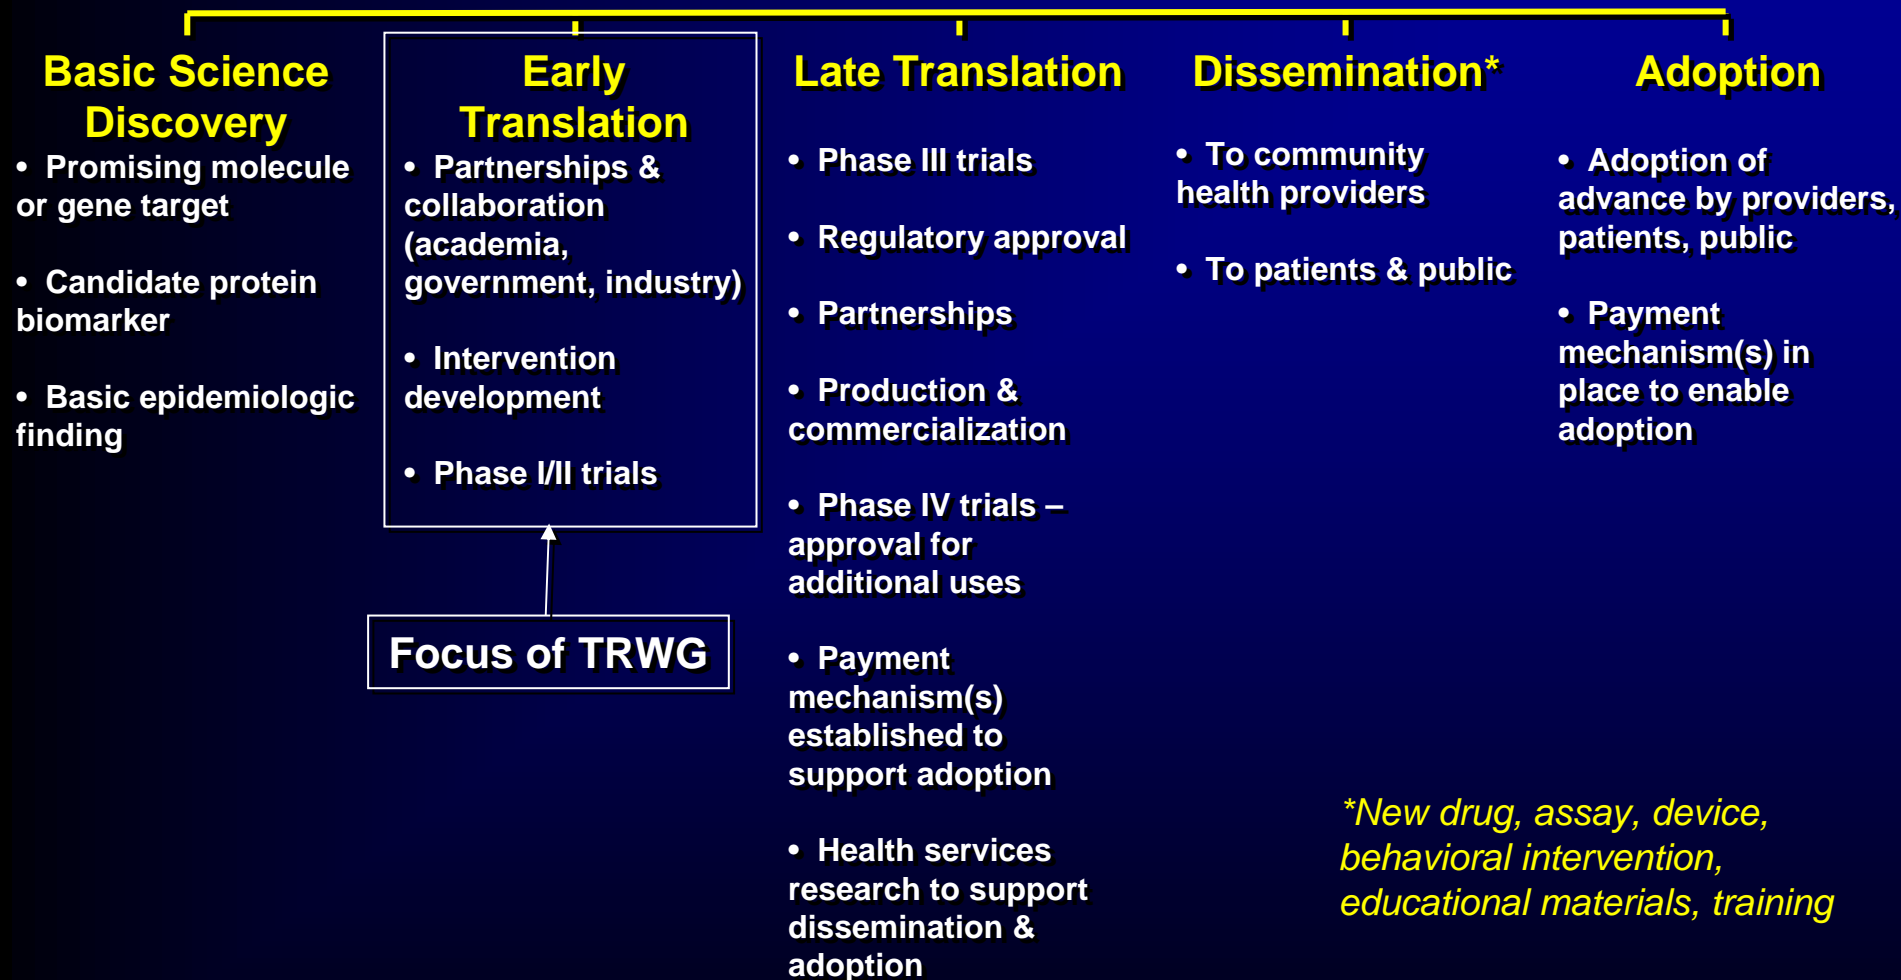 Basic Science
Discovery
• Promising molecule
or gene target
• Candidate protein
biomarker
• Basic epidemiologic
finding
Early
Translation
• Partnerships &
collaboration
(academia,
government, industry)
• Intervention
development
• Phase I/II trials
Focus of TRWG
Late Translation
• Phase III trials
• Regulatory approval
• Partnerships
• Production &
commercialization
• Phase IV trials –
approval for
additional uses
• Payment
mechanism(s)
established to
support adoption
• Health services
research to support
dissemination &
adoption
Dissemination*
• To community
health providers
• To patients & public
Adoption
• Adoption of
advance by providers,
patients, public
• Payment
mechanism(s) in
place to enable
adoption
*New drug, assay, device,
behavioral intervention,
educational materials, training